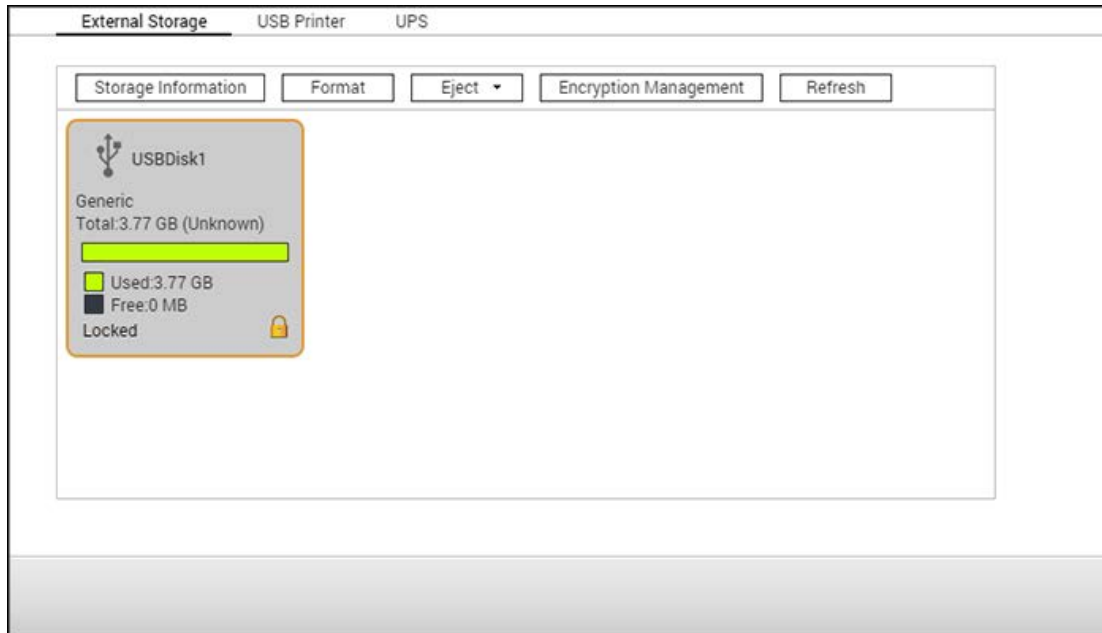 External Storage USB Printer UPS
Storage Information Format Eject Encryption Management Refresh
USBDisk1
Generic
Total:3.77 GB (Unknown)
Used:3.77 GB
Free:0 MB
Locked